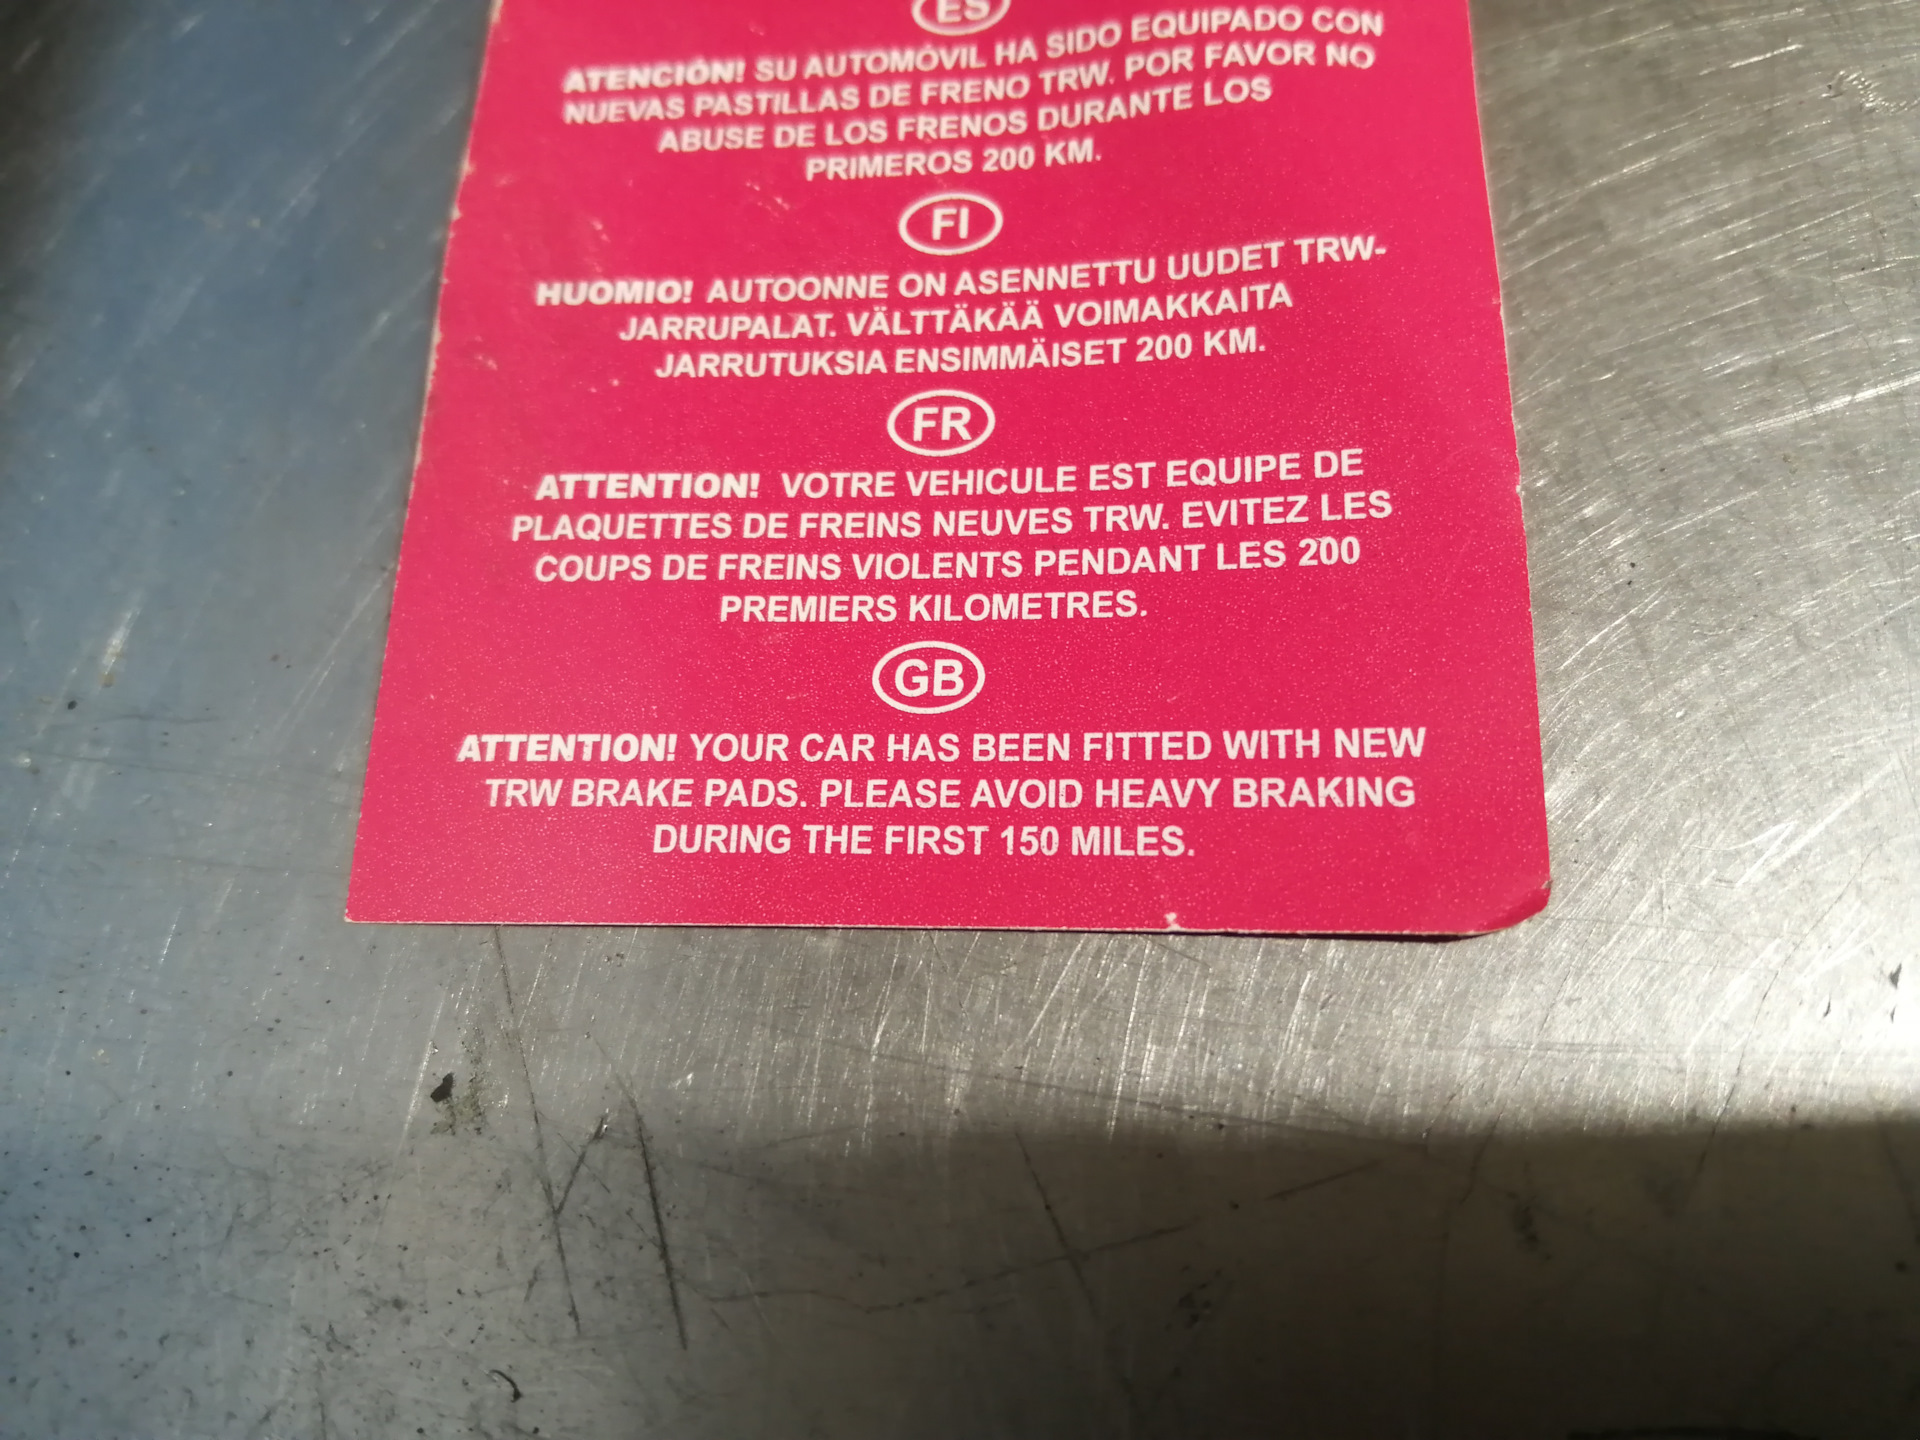 ES
ATENCIÓN! SU AUTOMÓVIL HA SIDO EQUIPADO CON
NUEVAS PASTILLAS DE FRENO TRW. POR FAVOR NO
ABUSE DE LOS FRENOS DURANTE LOS
PRIMEROS 200 KM.
FI
HUOMIO! AUTOONNE ON ASENNETTU UUDET TRW-
JARRUPALAT. VÄLTTÄKÄÄ VOIMAKKAITA
JARRUTUKSIA ENSIMMÄISET 200 KM.
FR
ATTENTION! VOTRE VEHICULE EST EQUIPE DE
PLAQUETTES DE FREINS NEUVES TRW. EVITEZ LES
COUPS DE FREINS VIOLENTS PENDANT LES 200
PREMIERS KILOMETRES.
GB
ATTENTION! YOUR CAR HAS BEEN FITTED WITH NEW
TRW BRAKE PADS. PLEASE AVOID HEAVY BRAKING
DURING THE FIRST 150 MILES.